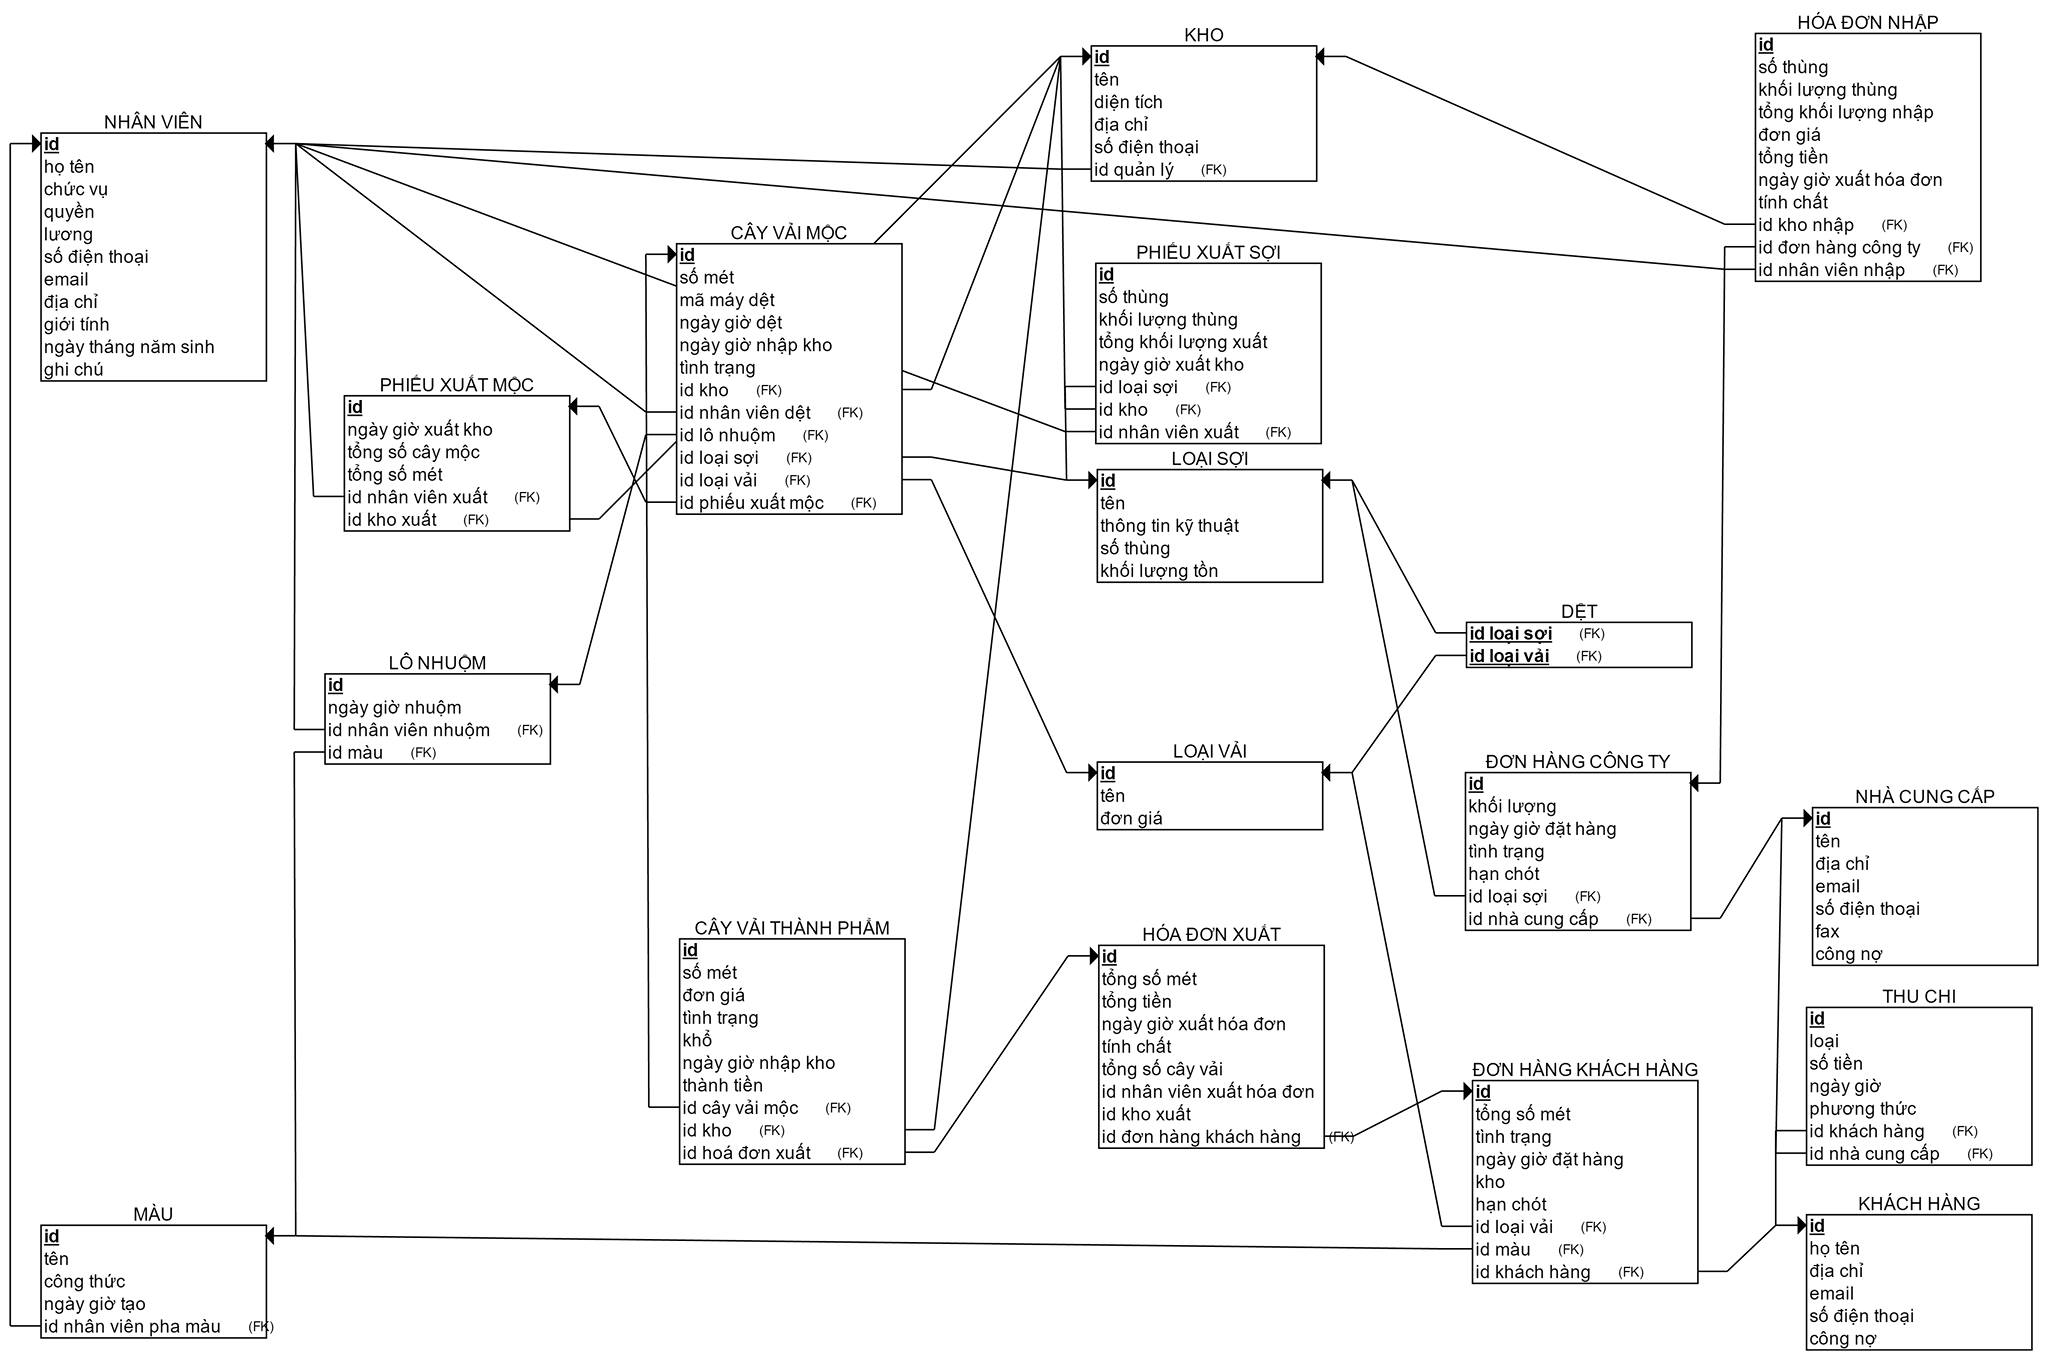 NHÂN VIÊN
id
họ tên
chức vụ
quyền
lương
số điện thoại
email
địa chỉ
giới tính
ngày tháng năm sinh
ghi chú
PHIẾU XUẤT MỘC
id
ngày giờ xuất kho
tổng số cây mộc
tổng số mét
id nhân viên xuất (FK)
id kho xuất (FK)
LÔ NHUỘM
id
ngày giờ nhuộm
id nhân viên nhuộm (FK)
id màu (FK)
MÀU
id
tên
công thức
ngày giờ tạo
id nhân viên pha màu (FK)
CÂY VẢI MỘC
id
số mét
mã máy dệt
ngày giờ dệt
ngày giờ nhập kho
tình trạng
id kho (FK)
id nhân viên dệt (FK)
id lô nhuộm (FK)
id loại sợi (FK)
id loại vải (FK)
id phiếu xuất mộc (FK)
CÂY VẢI THÀNH PHẨM
id
số mét
đơn giá
tình trạng
khổ
ngày giờ nhập kho
thành tiền
id cây vải mộc (FK)
id kho (FK)
id hoá đơn xuất (FK)
KHO
id
tên
diện tích
địa chỉ
số điện thoại
id quản lý (FK)
PHIẾU XUẤT SỢI
id
số thùng
khối lượng thùng
tổng khối lượng xuất
ngày giờ xuất kho
id loại sợi (FK)
id kho (FK)
id nhân viên xuất (FK)
LOẠI SỢI
id
tên
thông tin kỹ thuật
số thùng
khối lượng tồn
LOẠI VẢI
id
tên
đơn giá
HÓA ĐƠN XUẤT
id
tổng số mét
tổng tiền
ngày giờ xuất hóa đơn
tính chất
tổng số cây vải
id nhân viên xuất hóa đơn
id kho xuất
id đơn hàng khách hàng (FK)
HÓA ĐƠN NHẬP
id
số thùng
khối lượng thùng
tổng khối lượng nhập
đơn giá
tổng tiền
ngày giờ xuất hóa đơn
tính chất
id kho nhập (FK)
id đơn hàng công ty (FK)
id nhân viên nhập (FK)
DỆT
id loại sợi (FK)
id loại vải (FK)
ĐƠN HÀNG CÔNG TY
id
khối lượng
ngày giờ đặt hàng
tình trạng
hạn chót
id loại sợi (FK)
id nhà cung cấp (FK)
ĐƠN HÀNG KHÁCH HÀNG
id
tổng số mét
tình trạng
ngày giờ đặt hàng
kho
hạn chót
id loại vải (FK)
id màu (FK)
id khách hàng (FK)
NHÀ CUNG CẤP
id
tên
địa chỉ
email
số điện thoại
fax
công nợ
THU CHI
id
loại
số tiền
ngày giờ
phương thức
id khách hàng (FK)
id nhà cung cấp (FK)
KHÁCH HÀNG
id
họ tên
địa chỉ
email
số điện thoại
công nợ